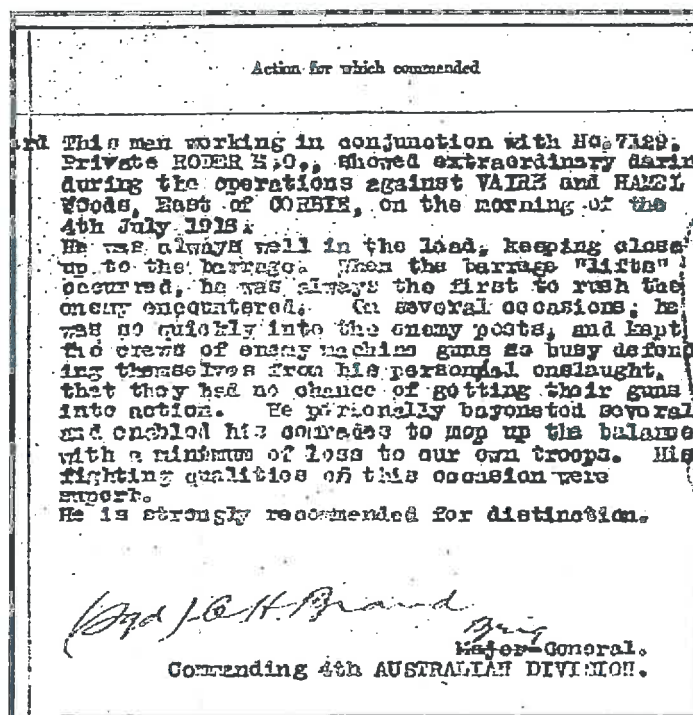 Action for which commended
rd This man working in conjunction with No.7129,
Private RODER H.O., showed extraordinary darin
during the operations against VAIRE and HAMEL
Woods, East of CORBIE, on the morning of the
4th July 1918.
He was always well in the lead, keeping close
up to the barrage. When the barrage "lifts"
occurred, he was always the first to rush the
enemy encountered. On several occasions, he
was so quickly into the enemy posts, and kept
the crews of enemy machine guns so busy defend
ing themselves from his personal onslaught,
that they had no chance of getting their guns
into action. He personally bayoneted several
and enabled his comrades to mop up the balance
with a minimum of loss to our own troops. His
fighting qualities on this occasion were
superb.
He is strongly recommended for distinction.
(Sgd) C.H. Brand
Brig
Major-General.
Commanding 4th AUSTRALIAN DIVISION.